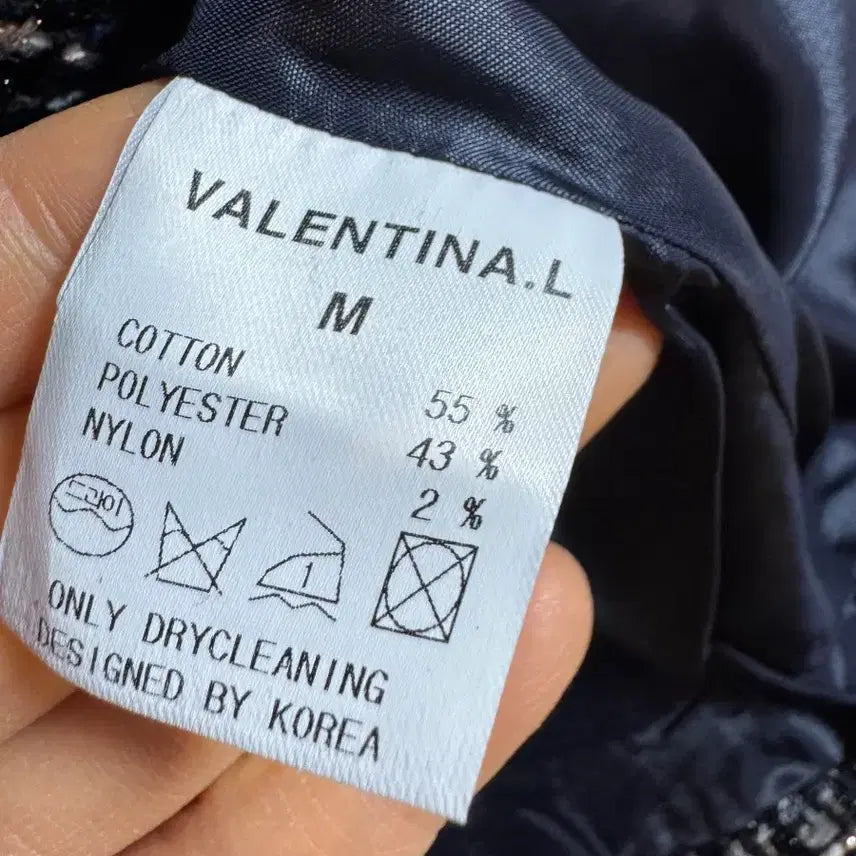 VALENTINA.L
M
COTTON 55 %
POLYESTER 43 %
NYLON 2 %
드라이
1
ONLY DRYCLEANING
DESIGNED BY KOREA